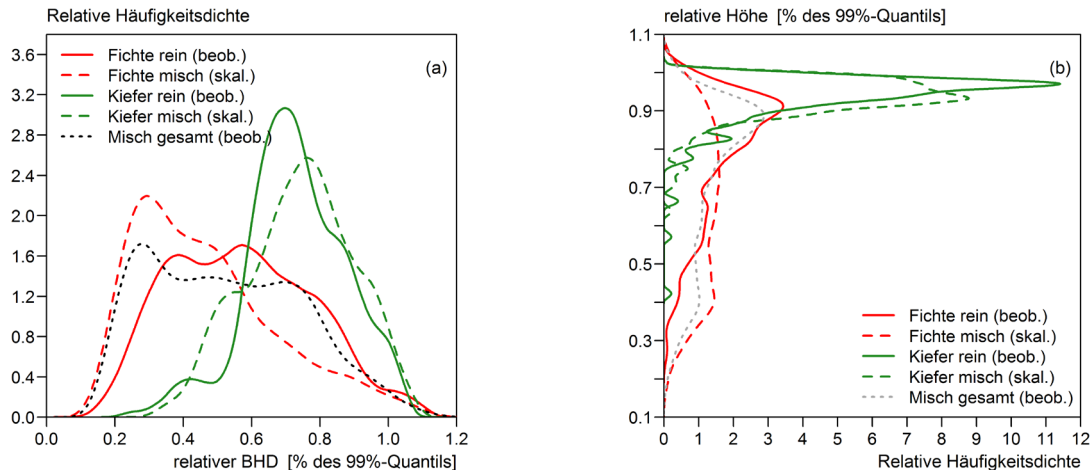 Relative Häufigkeitsdichte
3.6
3.2
2.8
2.4
2.0
1.6
1.2
0.8
0.4
0.0
0.0 0.2 0.4 0.6 0.8 1.0 1.2
relativer BHD [% des 99%-Quantils]
(a)
Fichte rein (beob.)
Fichte misch (skal.)
Kiefer rein (beob.)
Kiefer misch (skal.)
Misch gesamt (beob.)
relative Höhe [% des 99%-Quantils]
1.1
0.9
0.7
0.5
0.3
0.1
0 1 2 3 4 5 6 7 8 9 10 11 12
Relative Häufigkeitsdichte
(b)
Fichte rein (beob.)
Fichte misch (skal.)
Kiefer rein (beob.)
Kiefer misch (skal.)
Misch gesamt (beob.)